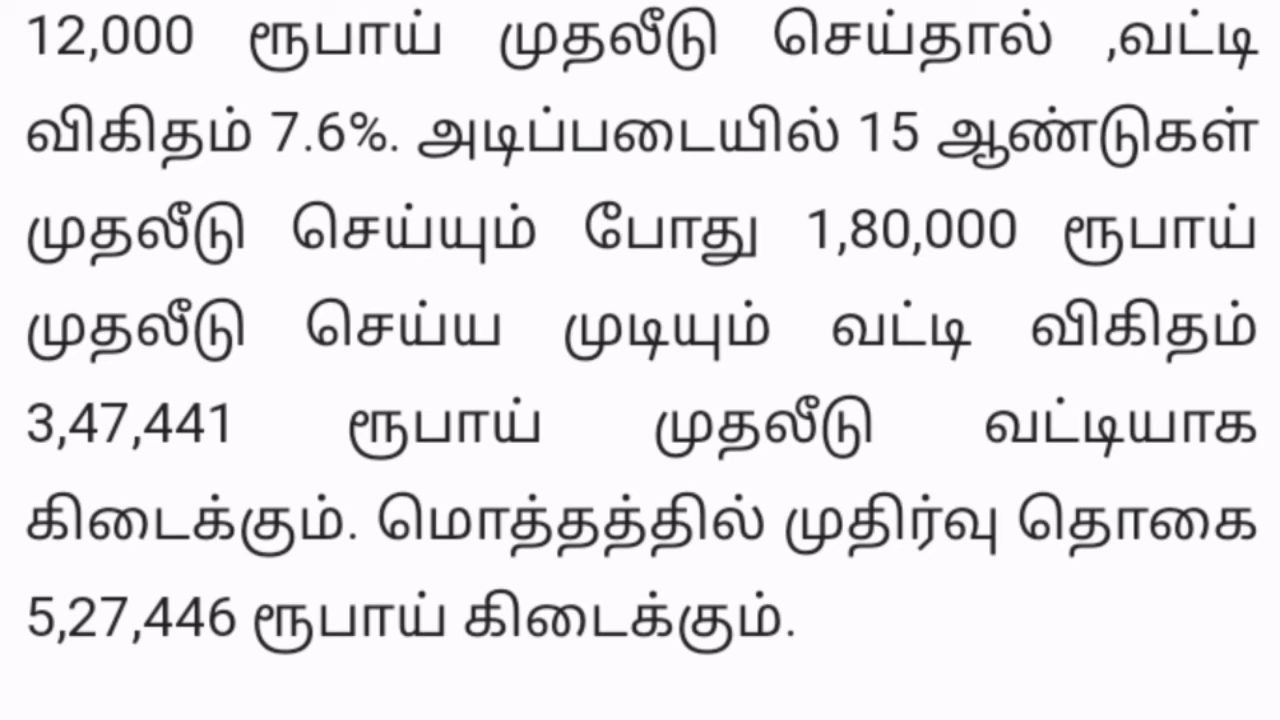 12,000 ரூபாய் முதலீடு செய்தால் ,வட்டி
விகிதம் 7.6%. அடிப்படையில் 15 ஆண்டுகள்
முதலீடு செய்யும் போது 1,80,000 ரூபாய்
முதலீடு செய்ய முடியும் வட்டி விகிதம்
3,47,441 ரூபாய் முதலீடு வட்டியாக
கிடைக்கும். மொத்தத்தில் முதிர்வு தொகை
5,27,446 ரூபாய் கிடைக்கும்.